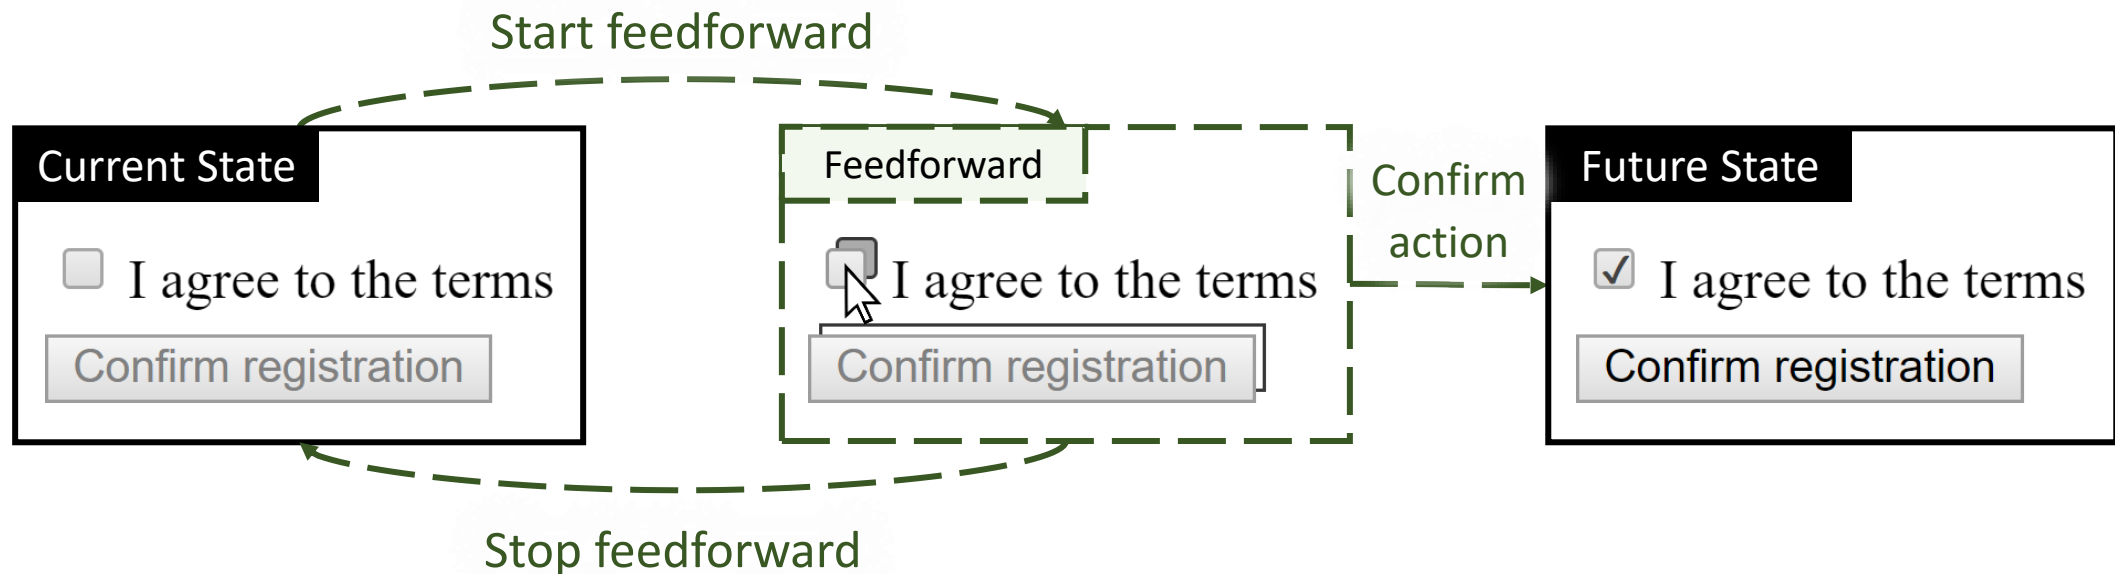 Start feedforward
Current State
I agree to the terms
Confirm registration
Feedforward
I agree to the terms
Confirm registration
Confirm
action
Future State
I agree to the terms
Confirm registration
Stop feedforward